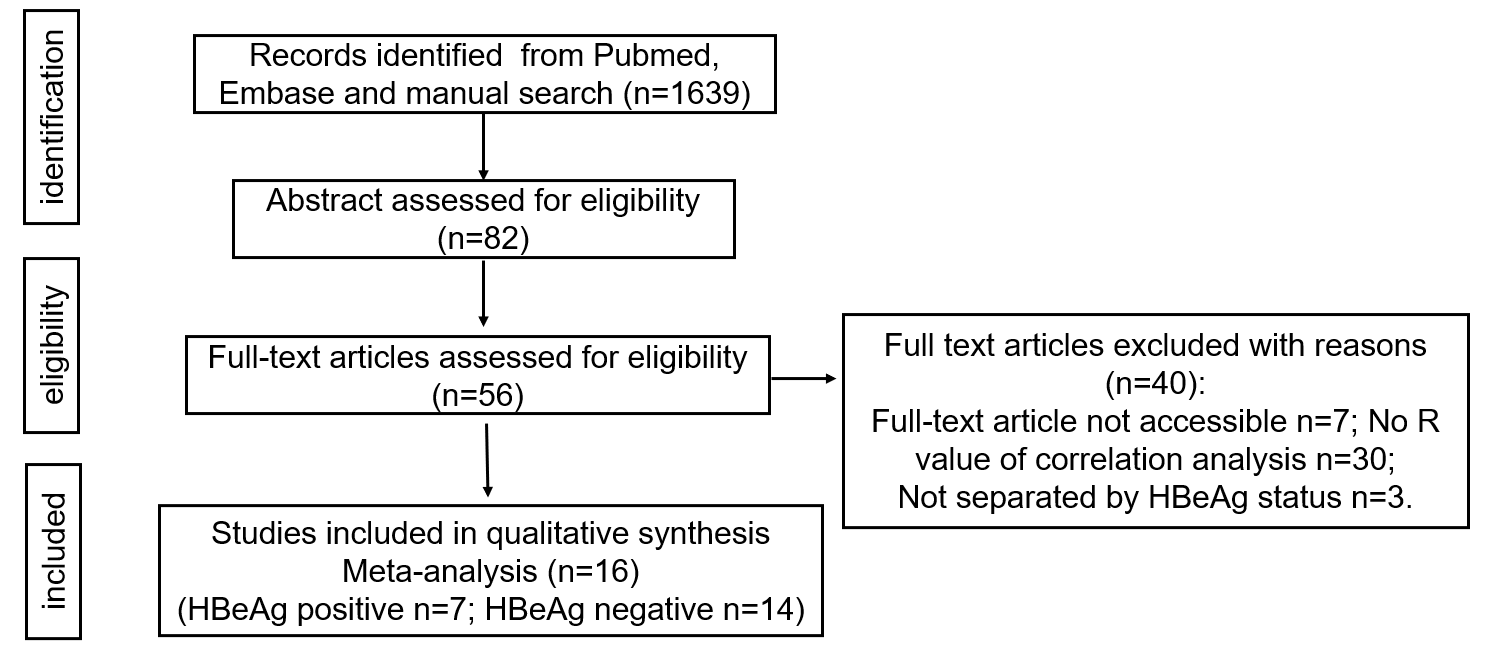 identification
Records identified  from Pubmed,
Embase and manual search (n=1639)
Abstract assessed for eligibility
(n=82)
eligibility
Full-text articles assessed for eligibility
(n=56)
Full text articles excluded with reasons
(n=40):
Full-text article not accessible n=7; No R
value of correlation analysis n=30;
Not separated by HBeAg status n=3.
included
Studies included in qualitative synthesis
Meta-analysis (n=16)
(HBeAg positive n=7; HBeAg negative n=14)